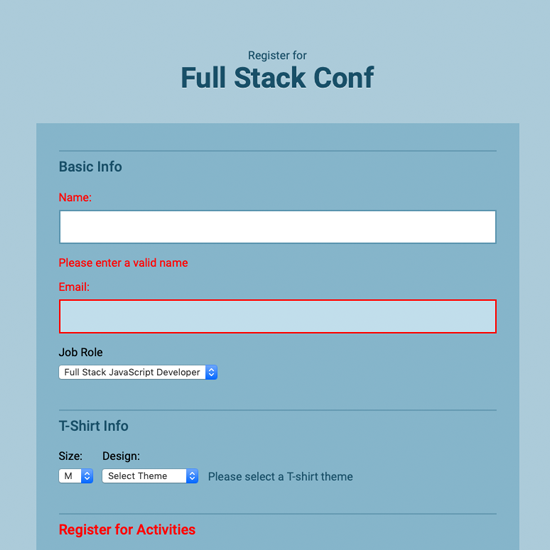 Register for
Full Stack Conf
Basic Info
Name:
Please enter a valid name
Email:
Job Role
Full Stack JavaScript Developer
T-Shirt Info
Size: Design:
M Select Theme Please select a T-shirt theme
Register for Activities